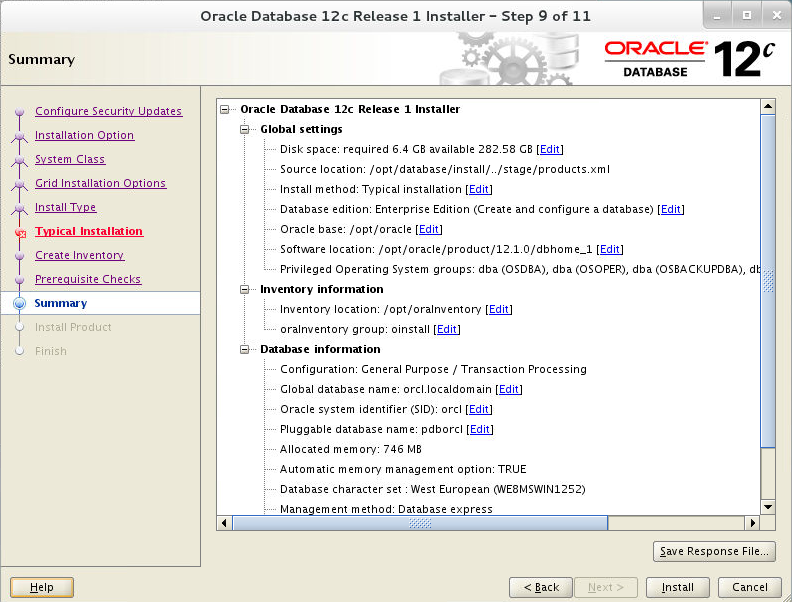 Oracle Database 12c Release 1 Installer – Step 9 of 11
Summary
ORACLE
DATABASE
12c
Configure Security Updates
Installation Option
System Class
Grid Installation Options
Install Type
Typical Installation
Create Inventory
Prerequisite Checks
Summary
Install Product
Finish
Oracle Database 12c Release 1 Installer
Global settings
Disk space: required 6.4 GB available 282.58 GB [Edit]
Source location: /opt/database/install/../stage/products.xml
Install method: Typical installation [Edit]
Database edition: Enterprise Edition (Create and configure a database) [Edit]
Oracle base: /opt/oracle [Edit]
Software location: /opt/oracle/product/12.1.0/dbhome_1 [Edit]
Privileged Operating System groups: dba (OSDBA), dba (OSOPER), dba (OSBACKUPDBA),
Inventory information
Inventory location: /opt/oraInventory [Edit]
oraInventory group: oinstall [Edit]
Database information
Configuration: General Purpose / Transaction Processing
Global database name: orcl.localdomain [Edit]
Oracle system identifier (SID): orcl [Edit]
Pluggable database name: pdborcl [Edit]
Allocated memory: 746 MB
Automatic memory management option: TRUE
Database character set : West European (WE8MSWIN1252)
Management method: Database express
Save Response File...
Help
< Back
Next >
Install
Cancel